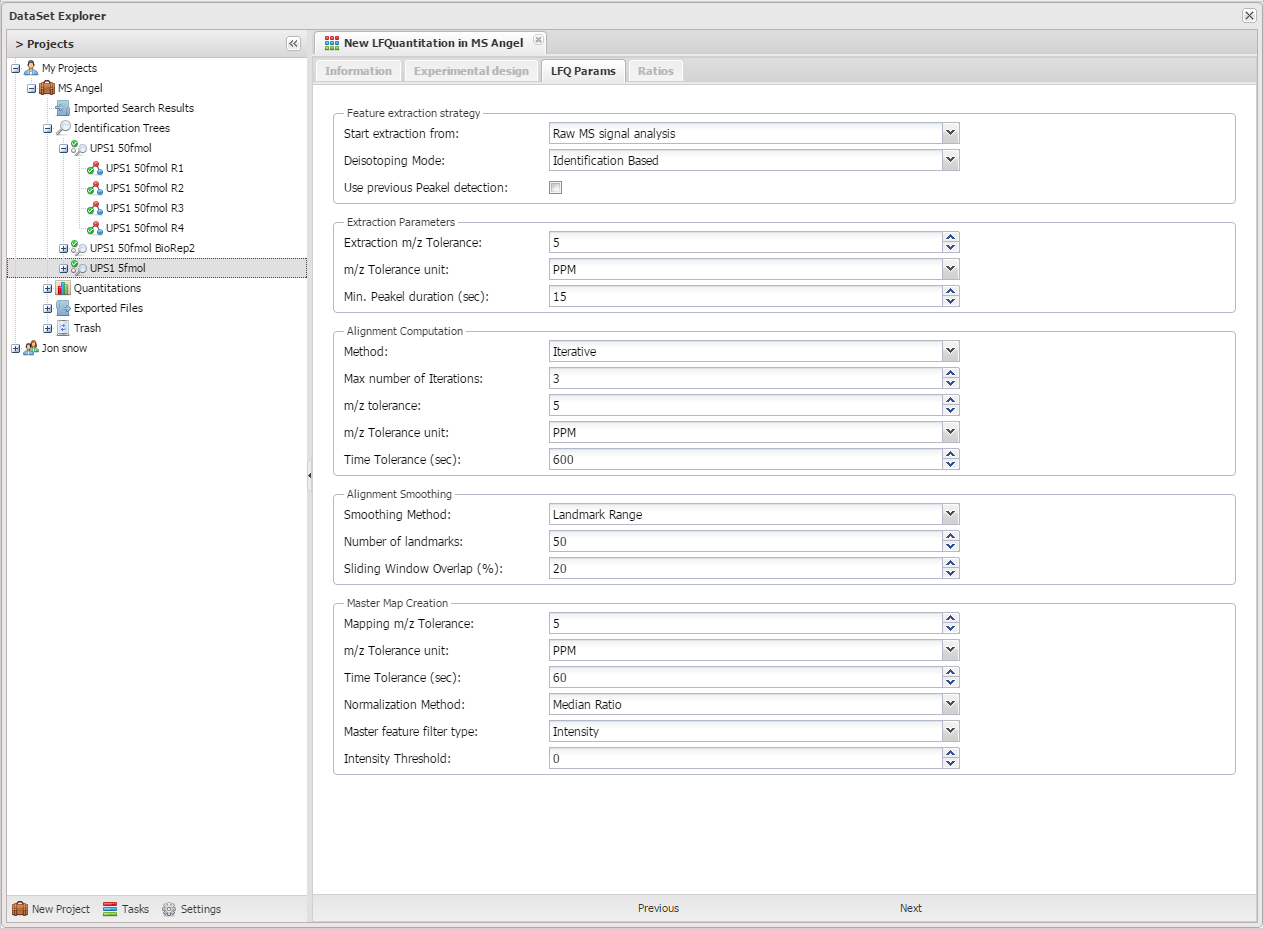 DataSet Explorer
> Projects
My Projects
MS Angel
Imported Search Results
Identification Trees
UPS1 50fmol
UPS1 50fmol R1
UPS1 50fmol R2
UPS1 50fmol R3
UPS1 50fmol R4
UPS1 50fmol BioRep2
UPS1 5fmol
Quantitations
Exported Files
Trash
Jon snow
New Project Tasks Settings
New LFQuantitation in MS Angel
Information Experimental design LFQ Params Ratios
Feature extraction strategy
Start extraction from: Raw MS signal analysis
Deisotoping Mode: Identification Based
Use previous Peakel detection:
Extraction Parameters
Extraction m/z Tolerance: 5
m/z Tolerance unit: PPM
Min. Peakel duration (sec): 15
Alignment Computation
Method: Iterative
Max number of Iterations: 3
m/z tolerance: 5
m/z Tolerance unit: PPM
Time Tolerance (sec): 600
Alignment Smoothing
Smoothing Method: Landmark Range
Number of landmarks: 50
Sliding Window Overlap (%): 20
Master Map Creation
Mapping m/z Tolerance: 5
m/z Tolerance unit: PPM
Time Tolerance (sec): 60
Normalization Method: Median Ratio
Master feature filter type: Intensity
Intensity Threshold: 0
Previous Next